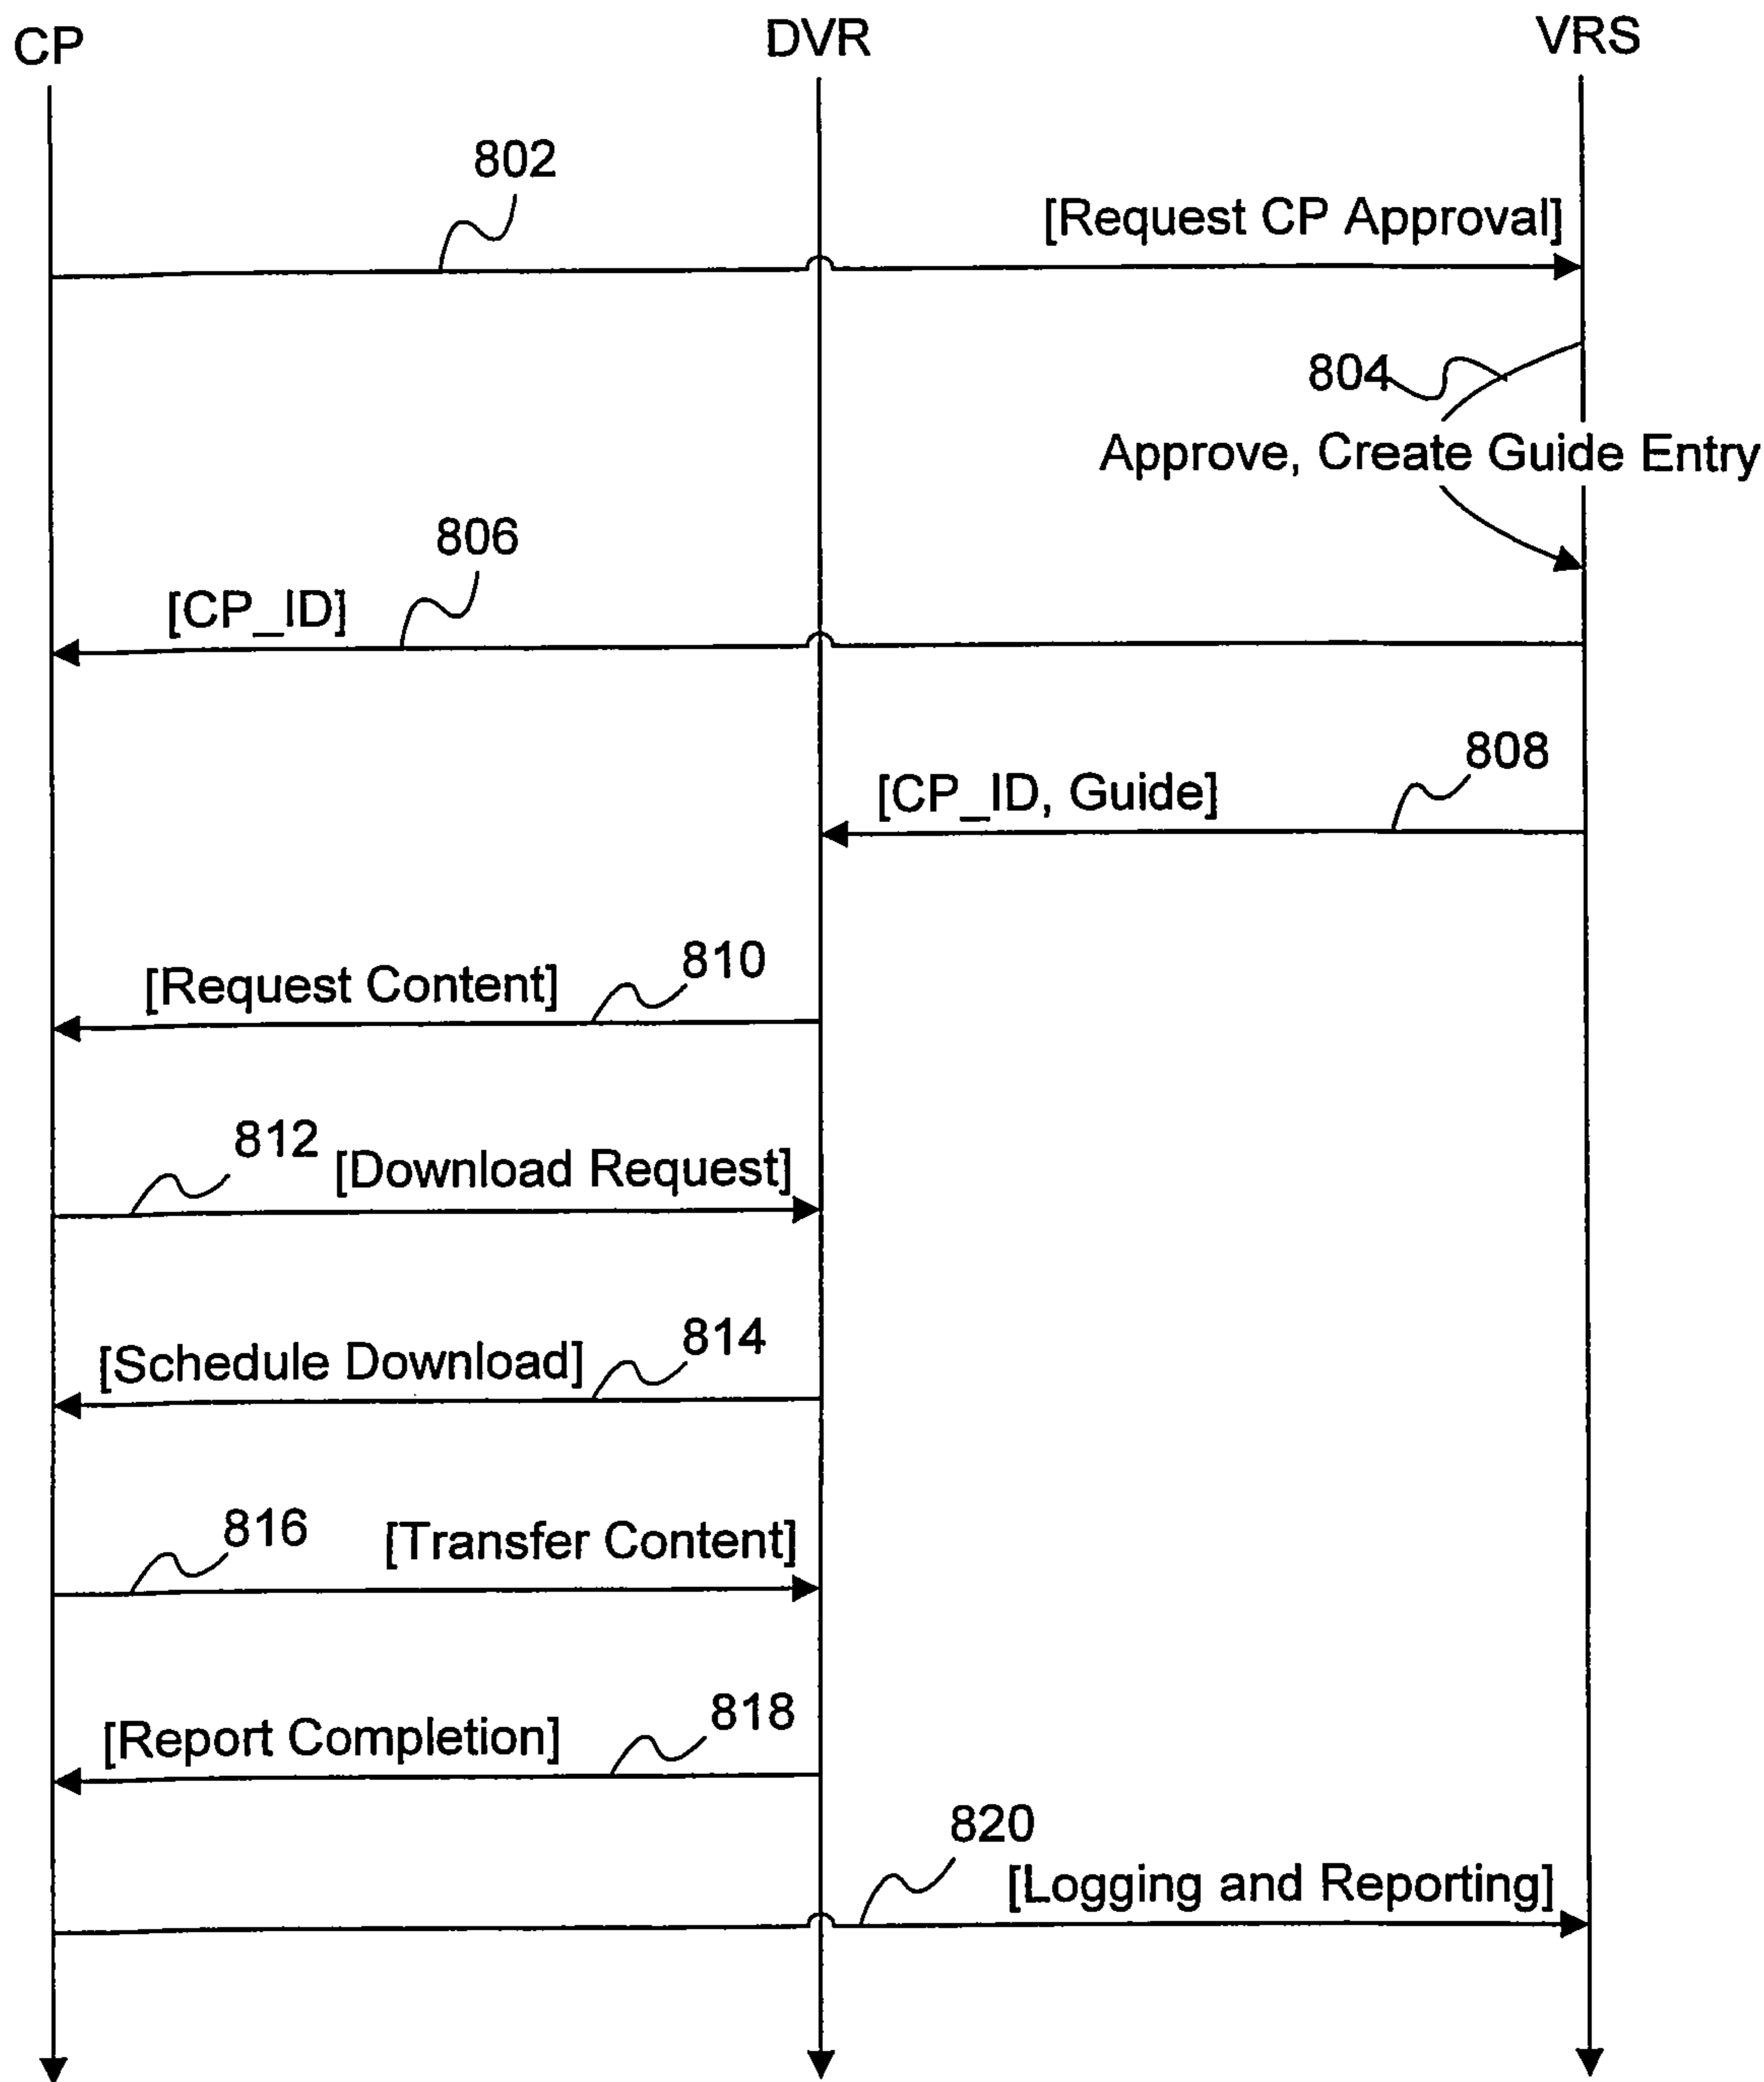 CP
DVR
VRS
802
[Request CP Approval]
804
Approve, Create Guide Entry
806
[CP_ID]
808
[CP_ID, Guide]
810
[Request Content]
812
[Download Request]
814
[Schedule Download]
816
[Transfer Content]
818
[Report Completion]
820
[Logging and Reporting]